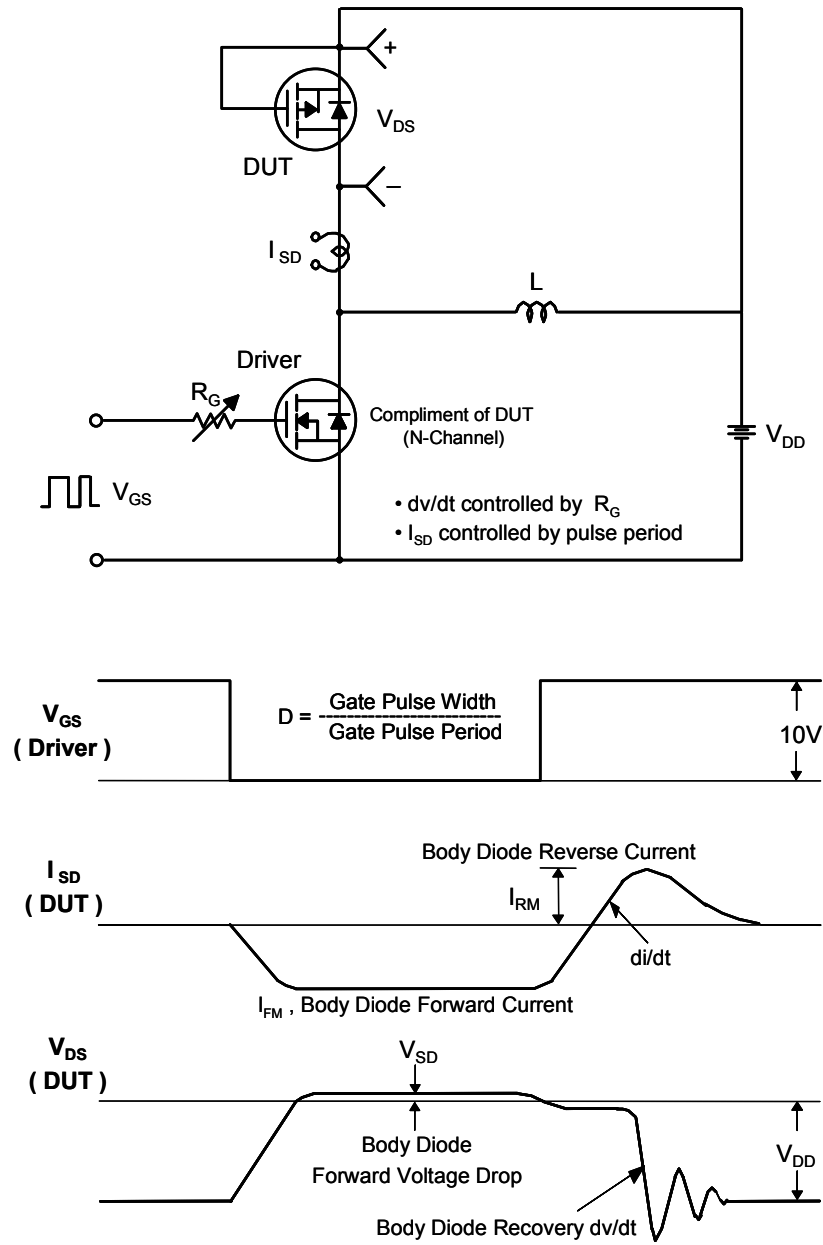 +
V_DS
DUT
–
I_SD
L
Driver
R_G
Compliment of DUT
(N-Channel)
V_DD
V_GS
• dv/dt controlled by R_G
• I_SD controlled by pulse period
V_GS
( Driver )
D = Gate Pulse Width
Gate Pulse Period
10V
I_SD
( DUT )
Body Diode Reverse Current
I_RM
di/dt
I_FM , Body Diode Forward Current
V_DS
( DUT )
V_SD
Body Diode
Forward Voltage Drop
V_DD
Body Diode Recovery dv/dt